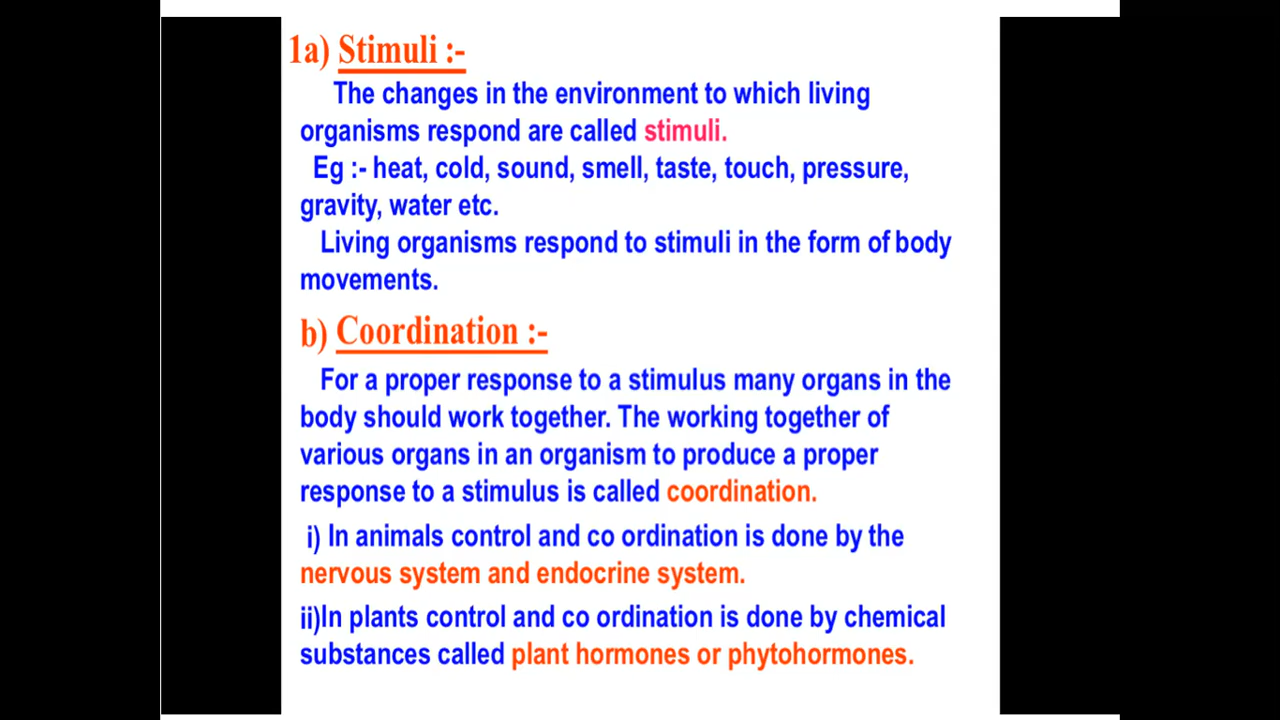 1a) Stimuli :-
The changes in the environment to which living
organisms respond are called stimuli.
Eg :- heat, cold, sound, smell, taste, touch, pressure,
gravity, water etc.
Living organisms respond to stimuli in the form of body
movements.
b) Coordination :-
For a proper response to a stimulus many organs in the
body should work together. The working together of
various organs in an organism to produce a proper
response to a stimulus is called coordination.
i) In animals control and co ordination is done by the
nervous system and endocrine system.
ii)In plants control and co ordination is done by chemical
substances called plant hormones or phytohormones.